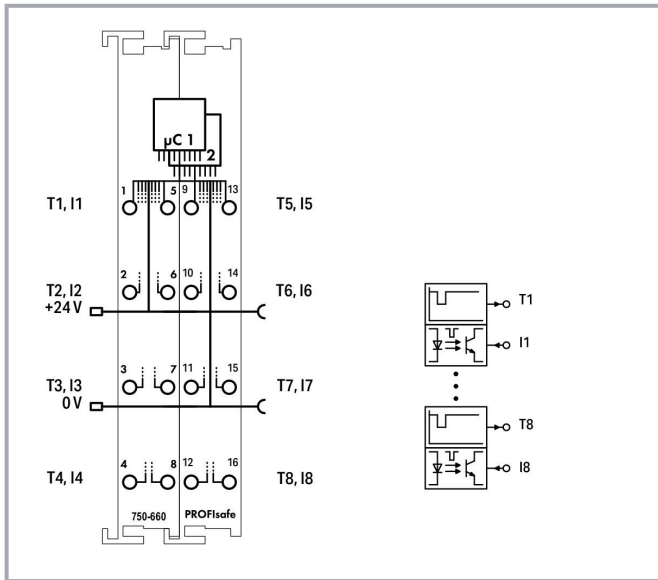 µC 1
2
1 5 9 13
T1, I1 T5, I5
2 6 10 14
T2, I2 T6, I6
+24V
3 7 11 15
T3, I3 T7, I7
0V
4 8 12 16
T4, I4 T8, I8
750-660 PROFIsafe
T1
I1
T8
I8